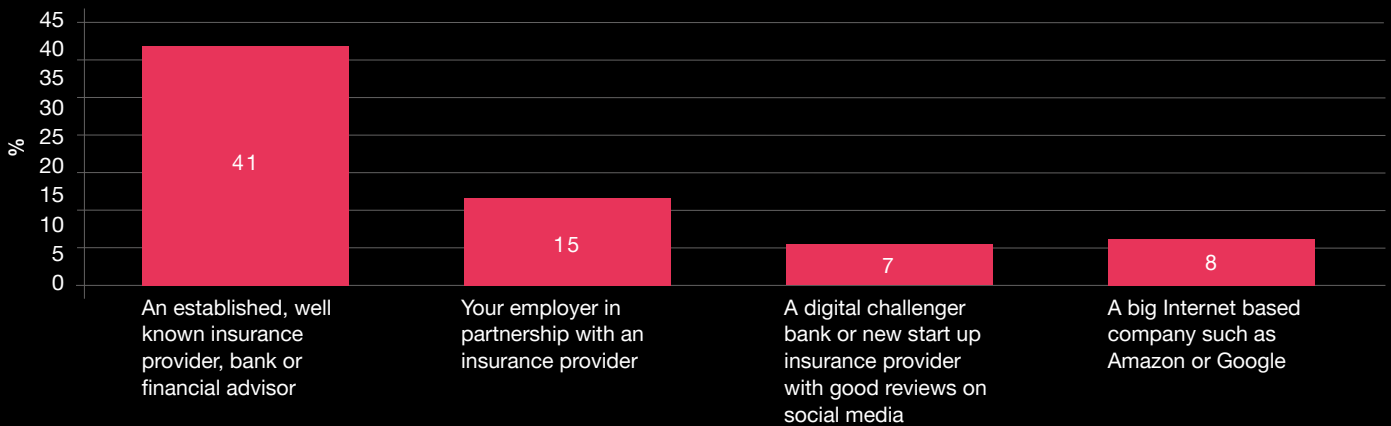 45
40
35
30
25
20
15
10
5
0
%
41
15
7
8
An established, well
known insurance
provider, bank or
financial advisor
Your employer in
partnership with an
insurance provider
A digital challenger
bank or new start up
insurance provider
with good reviews on
social media
A big Internet based
company such as
Amazon or Google